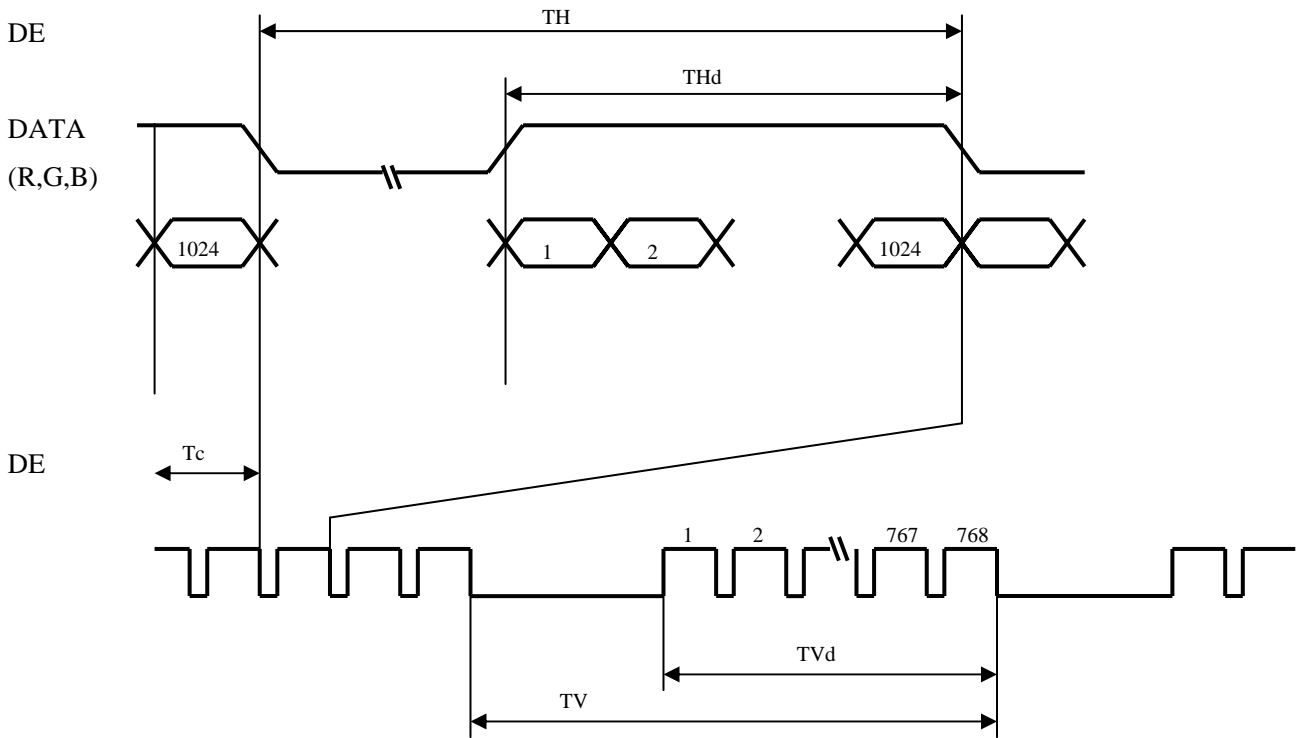 TH
DE
THd
DATA
(R,G,B)
1024 1 2 1024
Tc
DE
1 2 767 768
TVd
TV